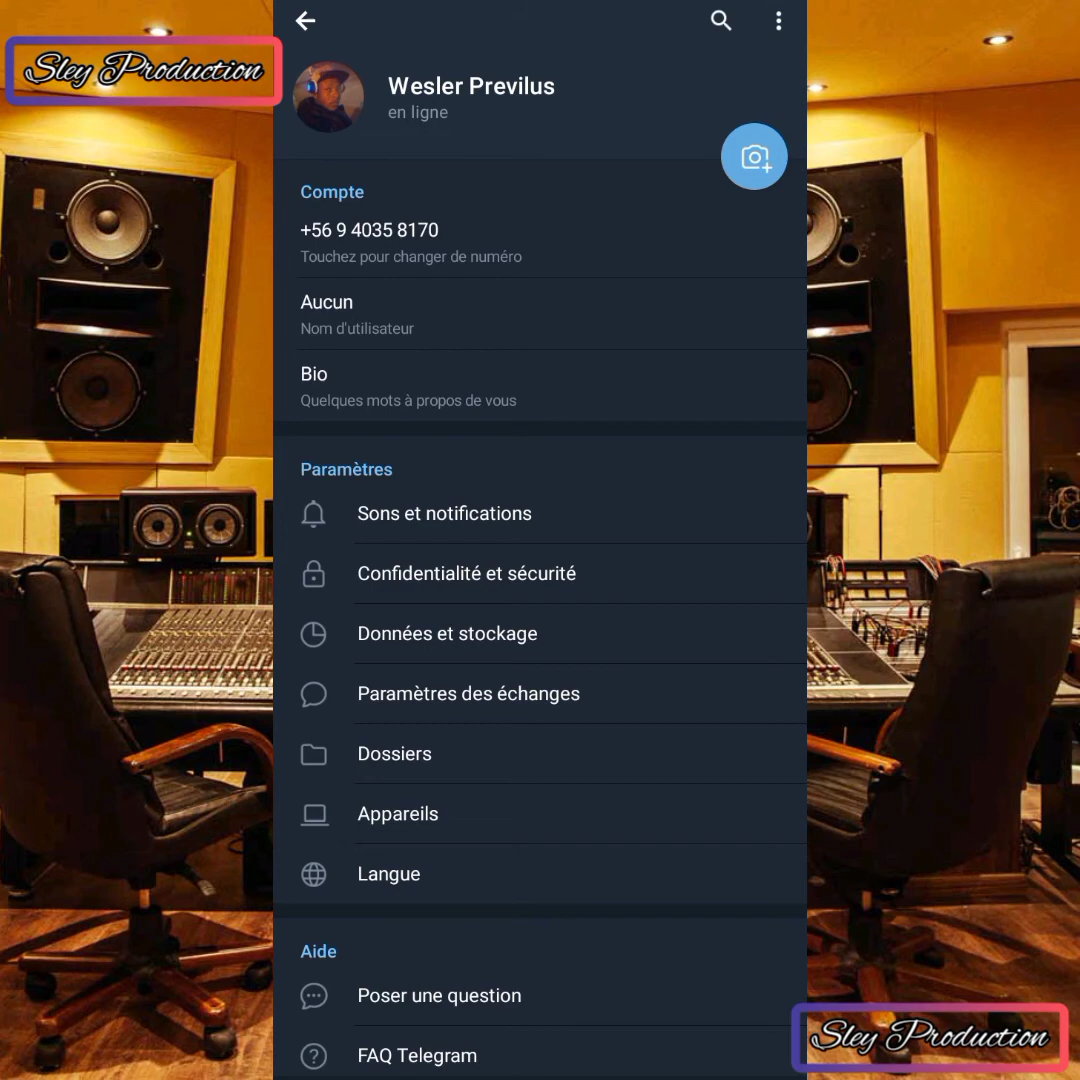 Sley Production
Wesler Previlus
en ligne
Compte
+56 9 4035 8170
Touchez pour changer de numéro
Aucun
Nom d'utilisateur
Bio
Quelques mots à propos de vous
Paramètres
Sons et notifications
Confidentialité et sécurité
Données et stockage
Paramètres des échanges
Dossiers
Appareils
Langue
Aide
Poser une question
Sley Production
FAQ Telegram